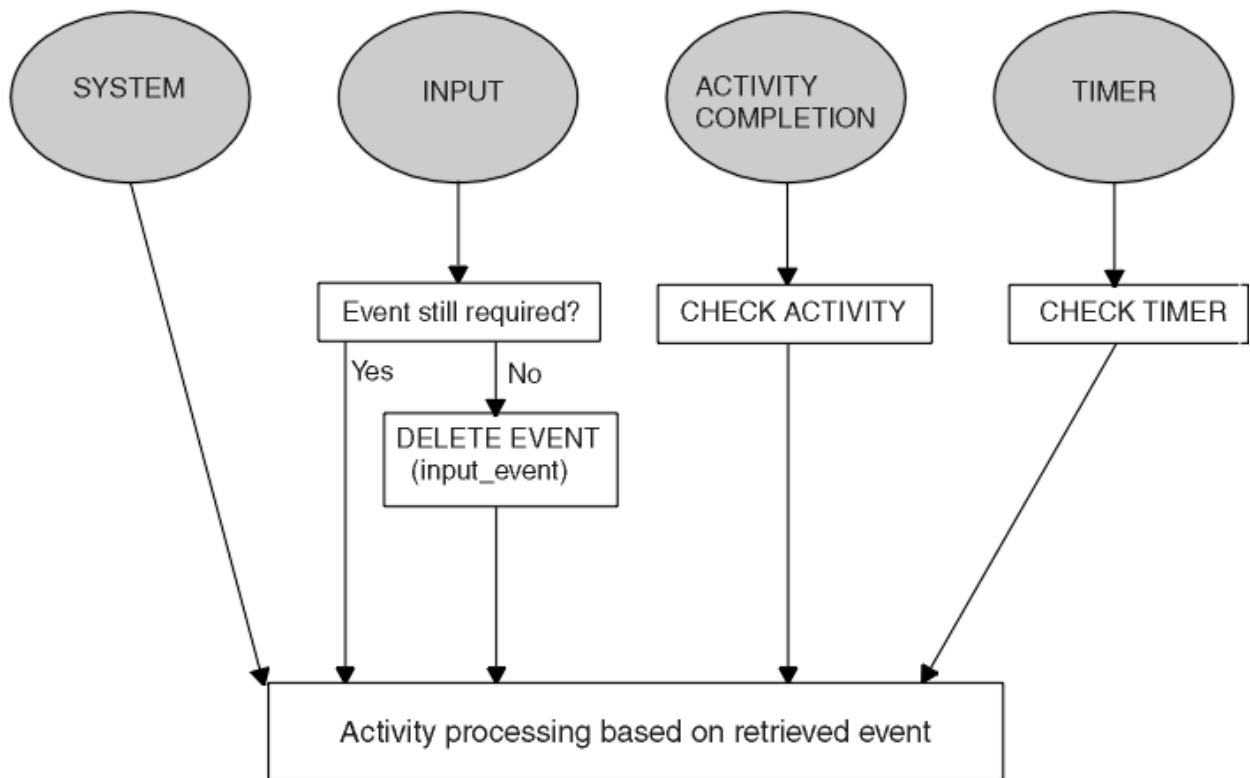 SYSTEM
INPUT
ACTIVITY
COMPLETION
TIMER
Event still required?
CHECK ACTIVITY
CHECK TIMER
Yes
No
DELETE EVENT
(input_event)
Activity processing based on retrieved event